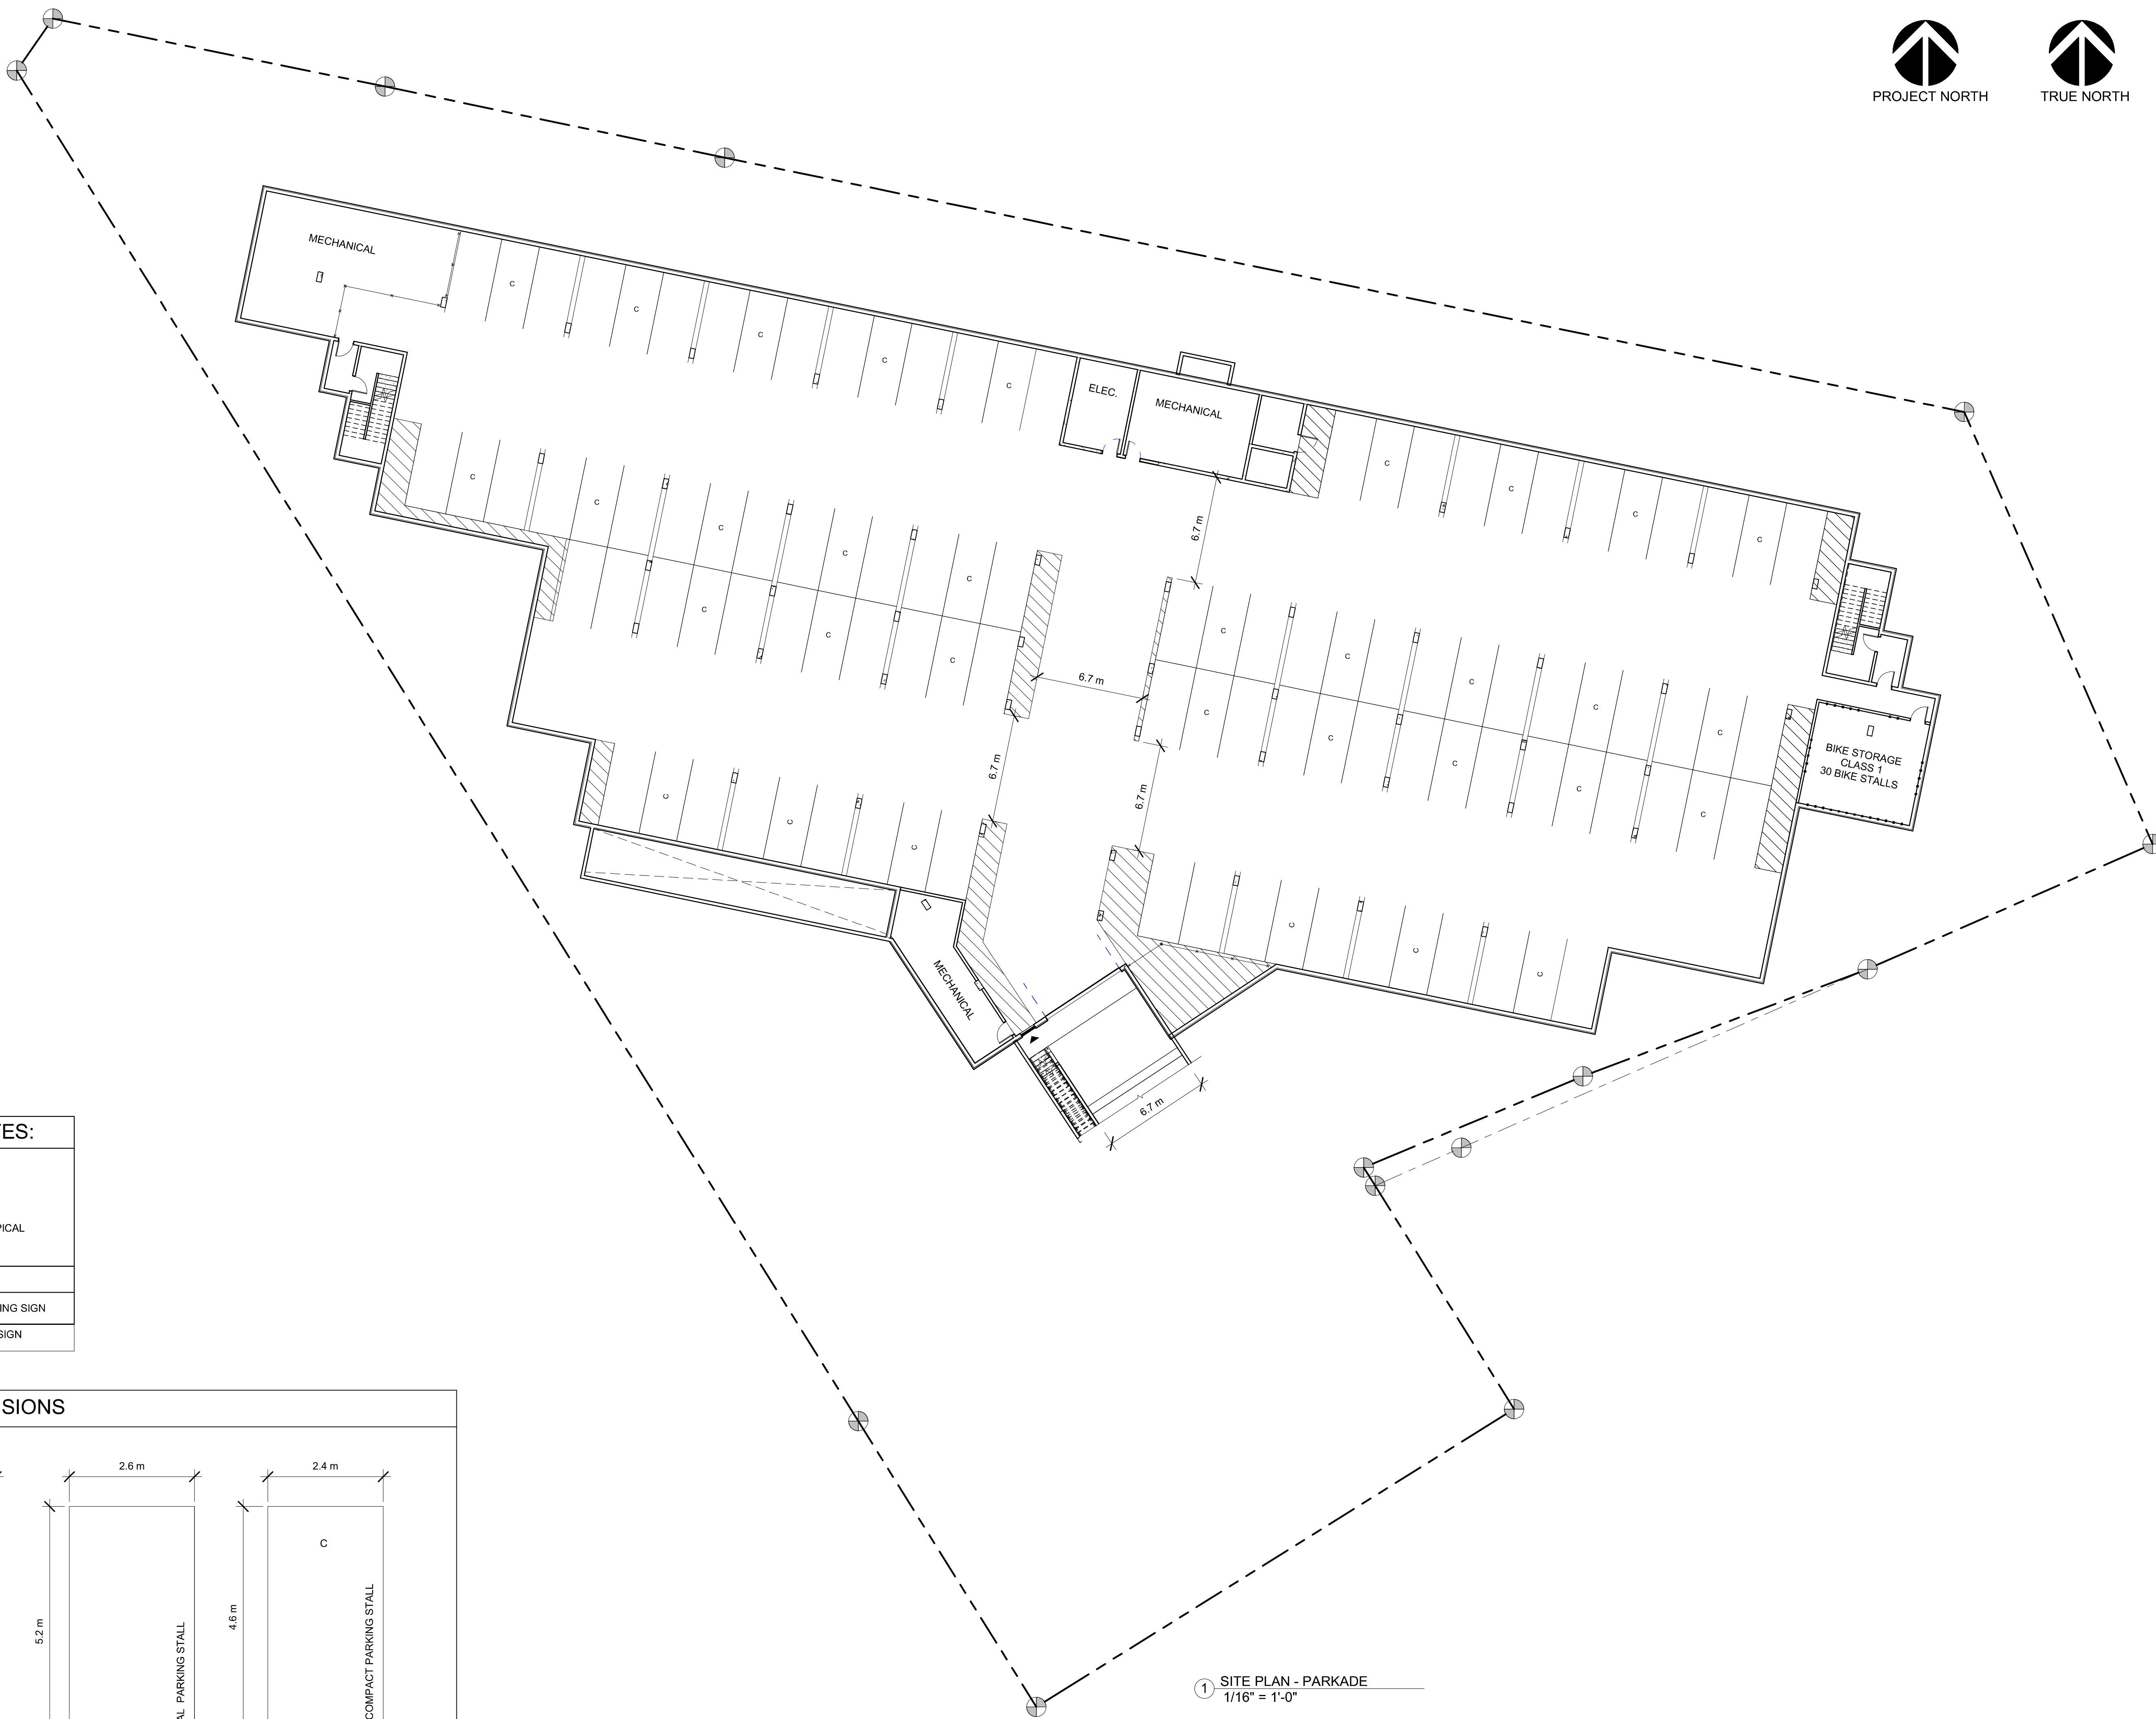 PROJECT NORTH
TRUE NORTH
MECHANICAL
C
C
C
C
C
ELEC.
MECHANICAL
C
C
C
C
C
C
C
C
C
6.7 m
C
C
C
C
C
C
C
C
C
6.7 m
C
C
C
C
C
6.7 m
6.7 m
BIKE STORAGE
CLASS 1
30 BIKE STALLS
C
C
C
MECHANICAL
C
C
C
6.7 m
TES:
PICAL
ING SIGN
SIGN
SIONS
2.6 m
2.4 m
5.2 m
4.6 m
C
AL PARKING STALL
COMPACT PARKING STALL
1
SITE PLAN - PARKADE
1/16" = 1'-0"